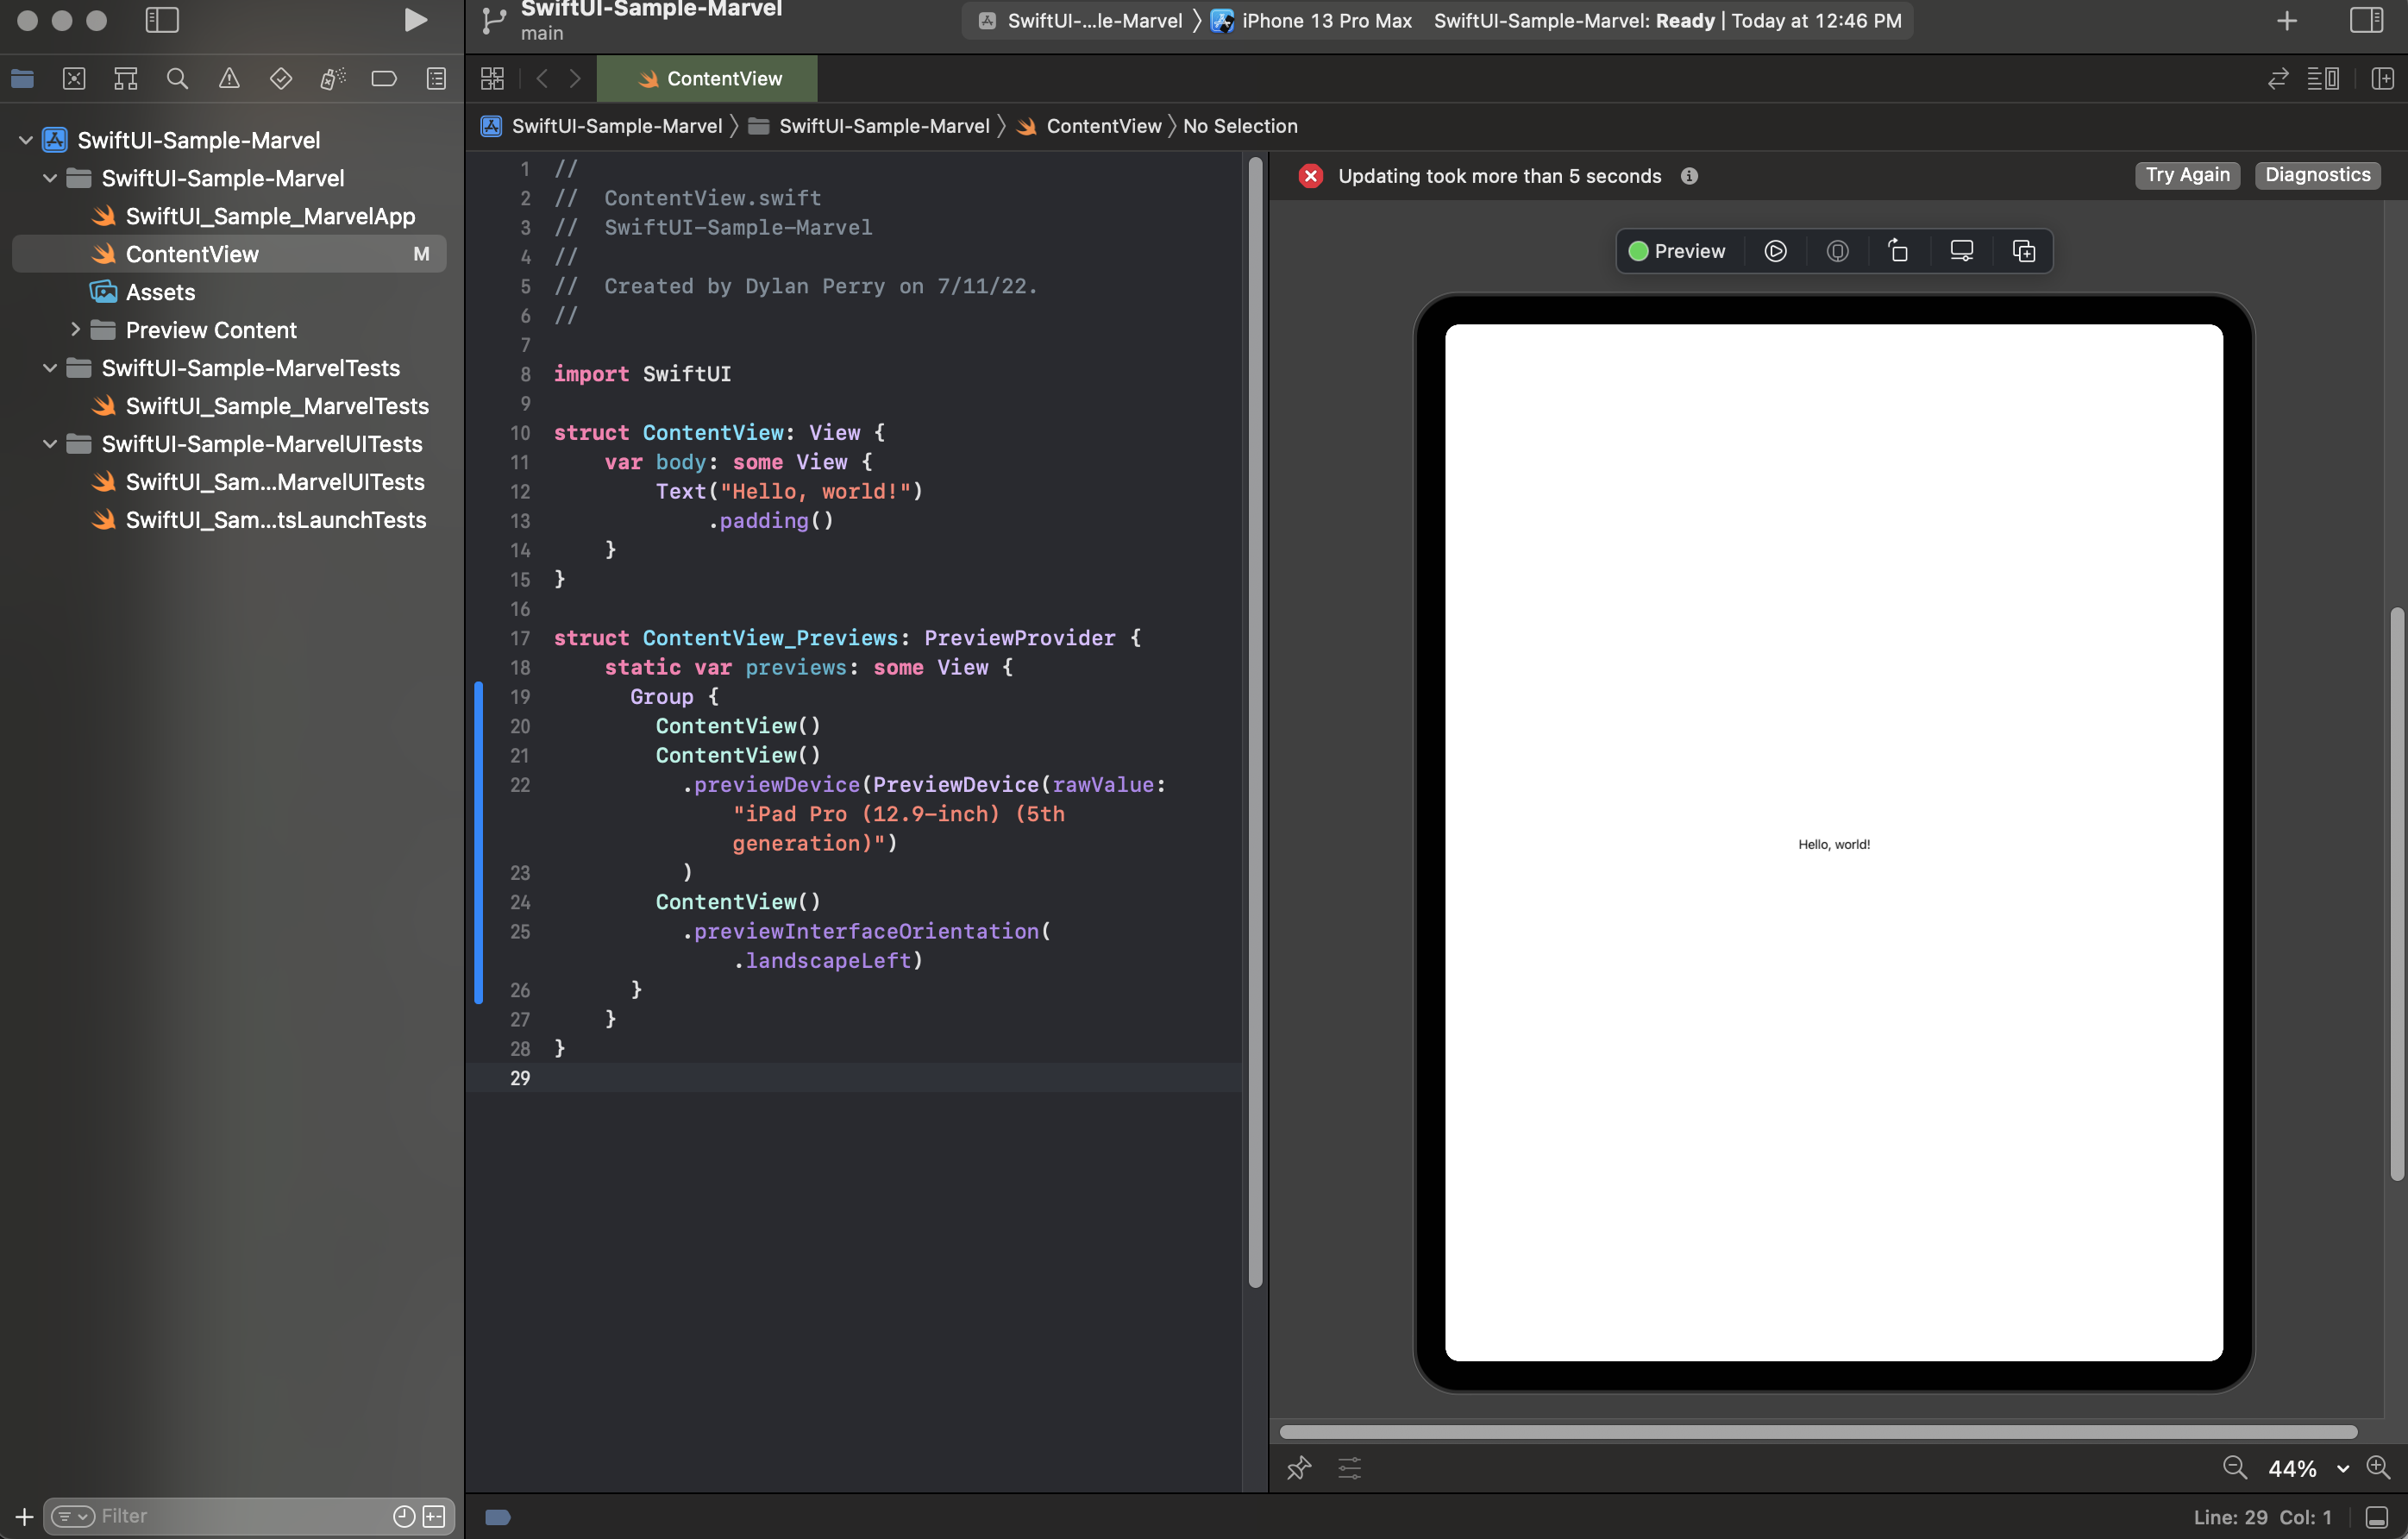 SwiftUI-Sample-Marvel
main
SwiftUI-...le-Marvel
iPhone 13 Pro Max
SwiftUI-Sample-Marvel: Ready | Today at 12:46 PM
ContentView
SwiftUI-Sample-Marvel
SwiftUI-Sample-Marvel
SwiftUI_Sample_MarvelApp
ContentView M
Assets
Preview Content
SwiftUI-Sample-MarvelTests
SwiftUI_Sample_MarvelTests
SwiftUI-Sample-MarvelUITests
SwiftUI_Sam...MarvelUITests
SwiftUI_Sam...tsLaunchTests
Filter
SwiftUI-Sample-Marvel 〉 SwiftUI-Sample-Marvel 〉 ContentView 〉 No Selection
1 //
2 //  ContentView.swift
3 //  SwiftUI-Sample-Marvel
4 //
5 //  Created by Dylan Perry on 7/11/22.
6 //
7
8 import SwiftUI
9
10 struct ContentView: View {
11     var body: some View {
12         Text("Hello, world!")
13             .padding()
14     }
15 }
16
17 struct ContentView_Previews: PreviewProvider {
18     static var previews: some View {
19       Group {
20         ContentView()
21         ContentView()
22           .previewDevice(PreviewDevice(rawValue:
"iPad Pro (12.9-inch) (5th
generation)")
23           )
24         ContentView()
25           .previewInterfaceOrientation(
.landscapeLeft)
26       }
27     }
28 }
29
Updating took more than 5 seconds
Try Again
Diagnostics
Preview
Hello, world!
44%
Line: 29 Col: 1